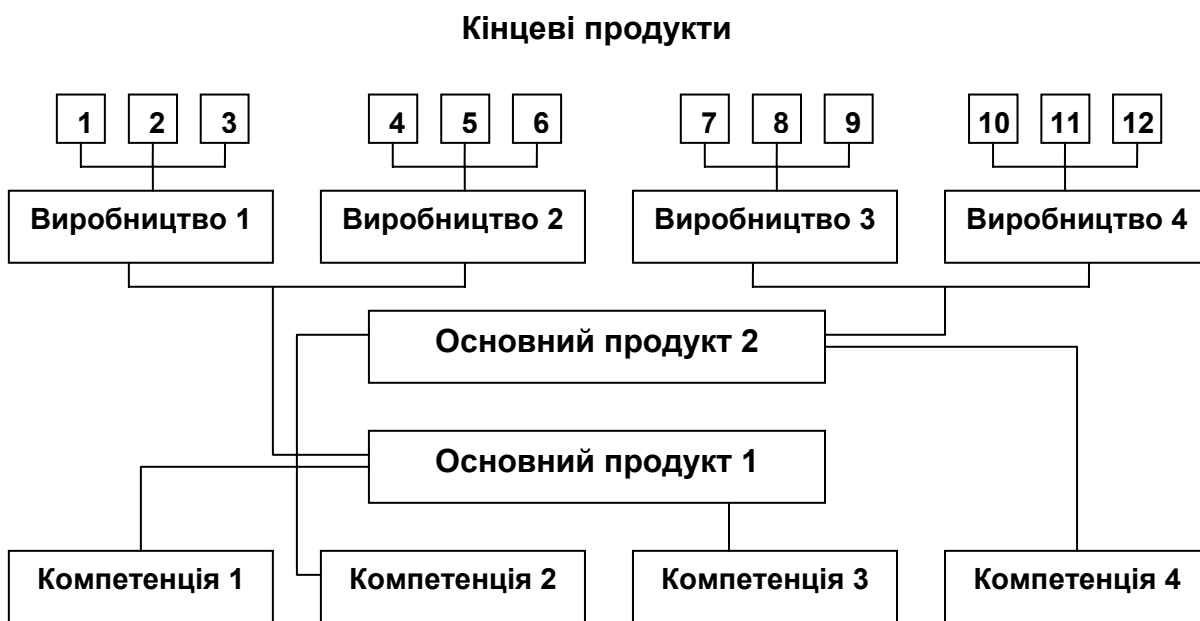 Кінцеві продукти
1 2 3 4 5 6 7 8 9 10 11 12
Виробництво 1 Виробництво 2 Виробництво 3 Виробництво 4
Основний продукт 2
Основний продукт 1
Компетенція 1 Компетенція 2 Компетенція 3 Компетенція 4